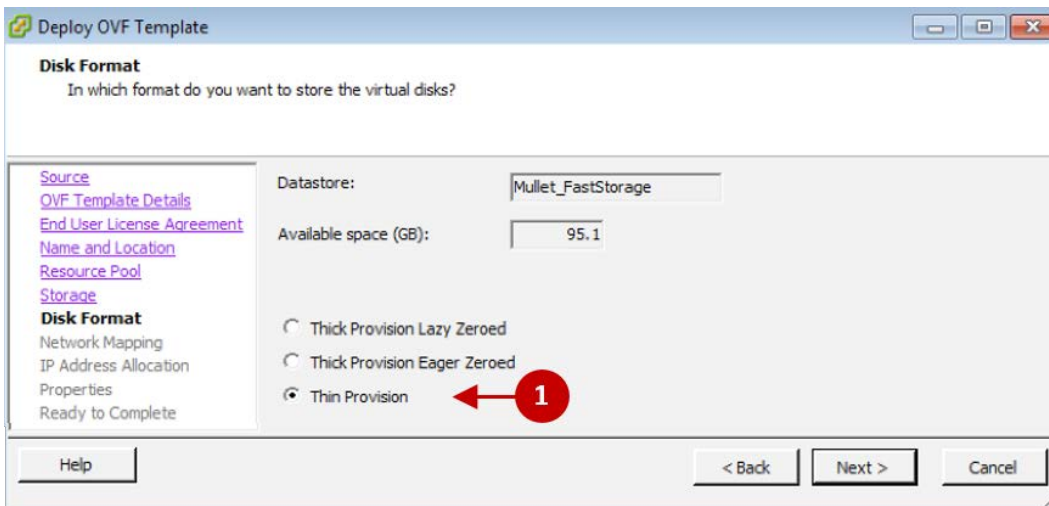 Deploy OVF Template
Disk Format
In which format do you want to store the virtual disks?
Source
OVF Template Details
End User License Agreement
Name and Location
Resource Pool
Storage
Disk Format
Network Mapping
IP Address Allocation
Properties
Ready to Complete
Datastore: Mullet_FastStorage
Available space (GB): 95.1
Thick Provision Lazy Zeroed
Thick Provision Eager Zeroed
Thin Provision 1
Help < Back Next > Cancel